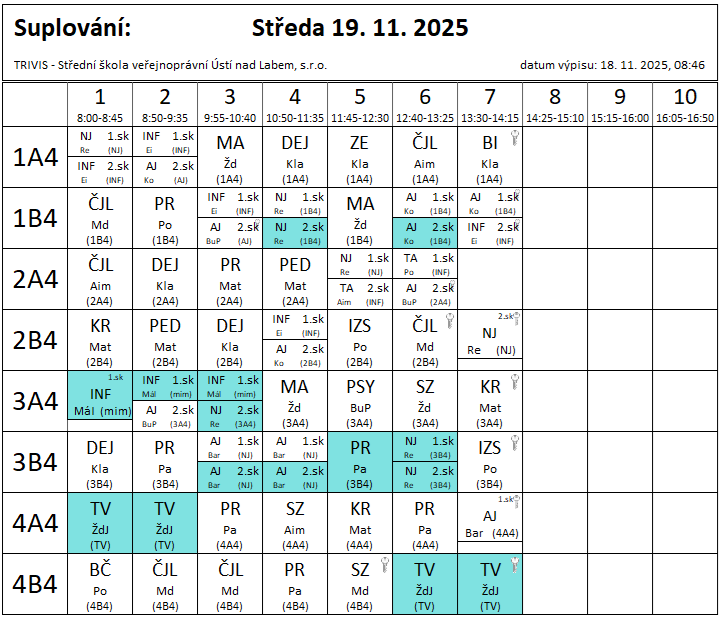 Suplování: Středa 19. 11. 2025
TRIVIS - Střední škola veřejnoprávní Ústí nad Labem, s.r.o. datum výpisu: 18. 11. 2025, 08:46
1 2 3 4 5 6 7 8 9 10
8:00-8:45 8:50-9:35 9:55-10:40 10:50-11:35 11:45-12:30 12:40-13:25 13:30-14:15 14:25-15:10 15:15-16:00 16:05-16:50
1A4
NJ 1.sk INF 1.sk MA DEJ ZE ČJL BI
Re (NJ) Ei (INF) Žd Kla Kla Aim Kla
INF 2.sk AJ 2.sk (1A4) (1A4) (1A4) (1A4) (1A4)
Ei (INF) Ko (AJ)
1B4
ČJL PR INF 1.sk NJ 1.sk MA AJ 1.sk AJ 1.sk
Md Po Ei (INF) Re (1B4) Žd Ko (1B4) Ko (1B4)
(1B4) (1B4) AJ 2.sk NJ 2.sk (1B4) AJ 2.sk INF 2.sk
BuP (AJ) Re (1B4) Ko (1B4) Ei (INF)
2A4
ČJL DEJ PR PED NJ 1.sk TA 1.sk
Aim Kla Mat Mat Re (NJ) Po (INF)
(2A4) (2A4) (2A4) (2A4) TA 2.sk AJ 2.sk
Aim (INF) BuP (2A4)
2B4
KR PED DEJ INF 1.sk IZS ČJL 2.sk NJ
Mat Mat Kla Ei (INF) Po Md Re (NJ)
(2B4) (2B4) (2B4) AJ 2.sk (2B4) (2B4)
Ko (2B4)
3A4
1.sk INF INF 1.sk INF 1.sk MA PSY SZ KR
Mál (mim) Mál (mim) Mál (mim) Žd BuP Žd Mat
AJ 2.sk NJ 2.sk (3A4) (3A4) (3A4) (3A4)
BuP (3A4) Re (3A4)
3B4
DEJ PR AJ 1.sk AJ 1.sk PR NJ 1.sk IZS
Kla Pa Bar (NJ) Bar (NJ) Pa Re (3B4) Po
(3B4) (3B4) AJ 2.sk AJ 2.sk (3B4) NJ 2.sk (3B4)
Bar (NJ) Bar (NJ) Re (3B4)
4A4
TV TV PR SZ KR PR 1.sk AJ
ŽdJ ŽdJ Pa Aim Mat Pa Bar (4A4)
(TV) (TV) (4A4) (4A4) (4A4) (4A4)
4B4
BČ ČJL ČJL PR SZ TV TV
Po Md Md Pa Md ŽdJ ŽdJ
(4B4) (4B4) (4B4) (4B4) (4B4) (TV) (TV)